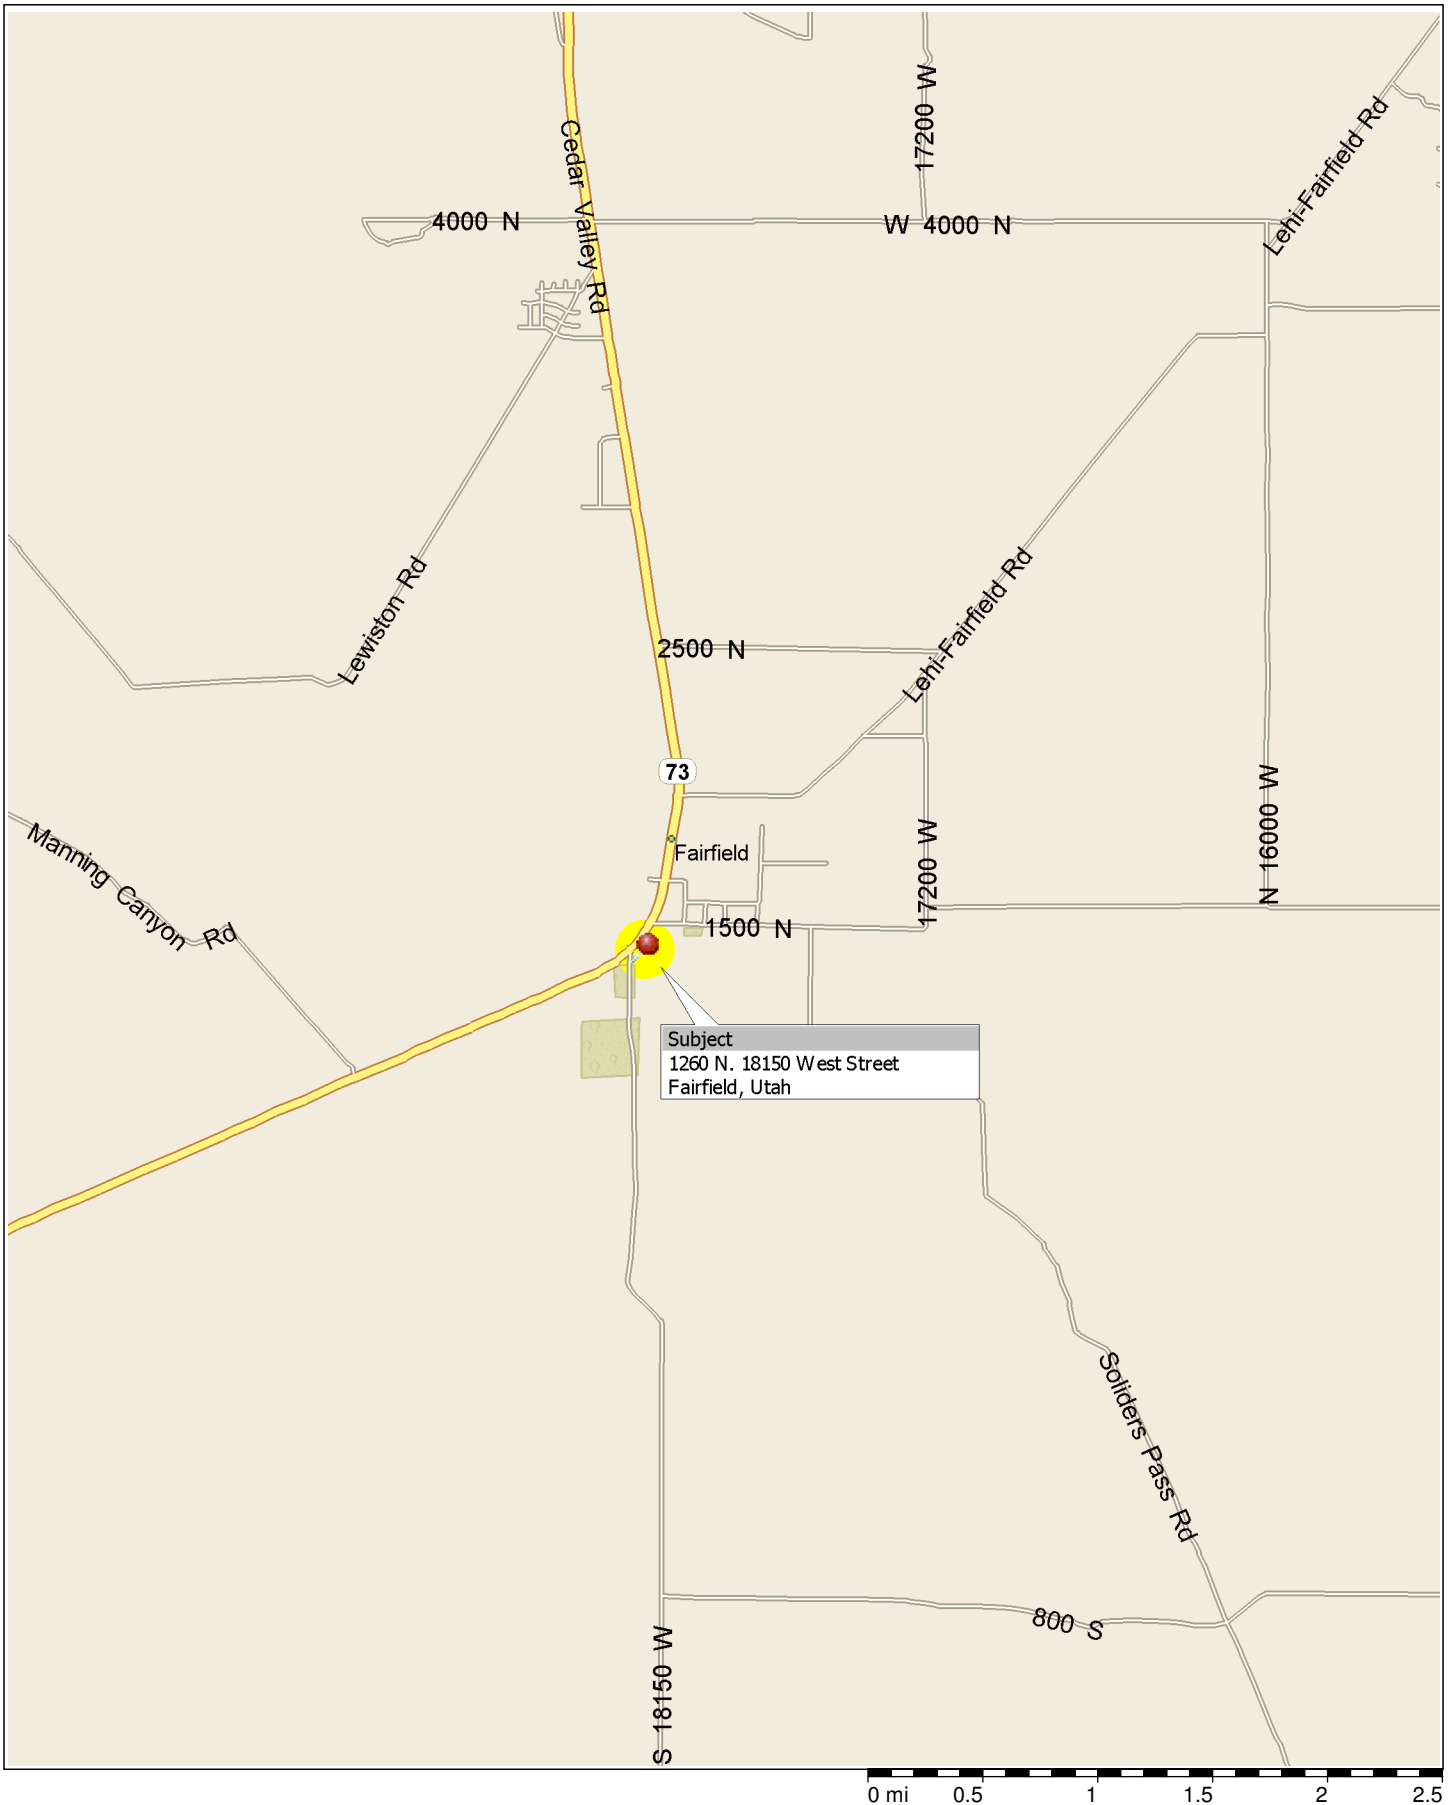 17200 W
Lehi-Fairfield Rd
Cedar Valley Rd
4000 N
W 4000 N
Lewiston Rd
Lehi-Fairfield Rd
2500 N
73
N 16000 W
17200 W
Manning Canyon Rd
Fairfield
1500 N
Subject
1260 N. 18150 West Street
Fairfield, Utah
Soliders Pass Rd
800 S
S 18150 W
0 mi 0.5 1 1.5 2 2.5